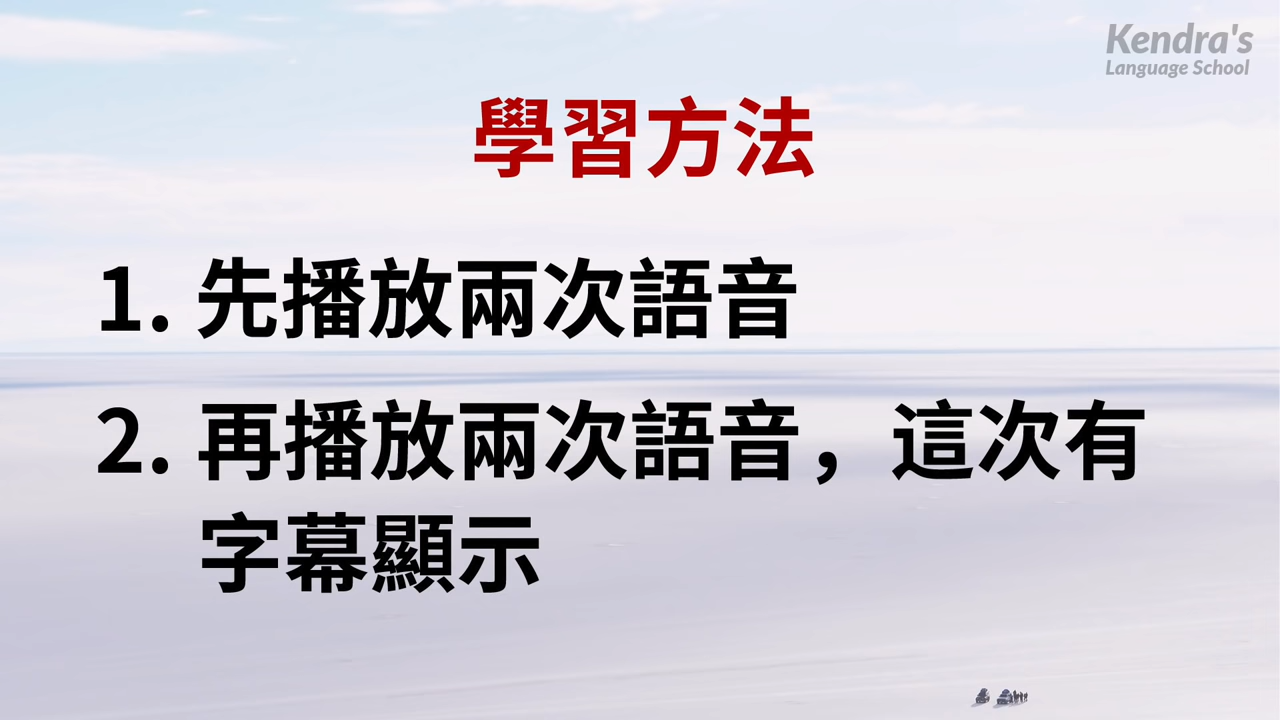 Kendra's
Language School
學習方法
1. 先播放兩次語音
2. 再播放兩次語音，這次有
字幕顯示